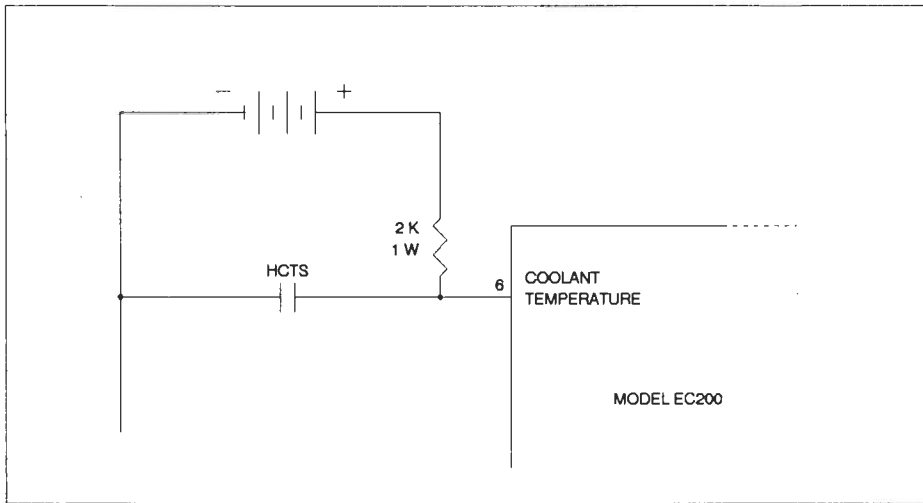 − +
2 K
1 W
HCTS
6
COOLANT
TEMPERATURE
MODEL EC200